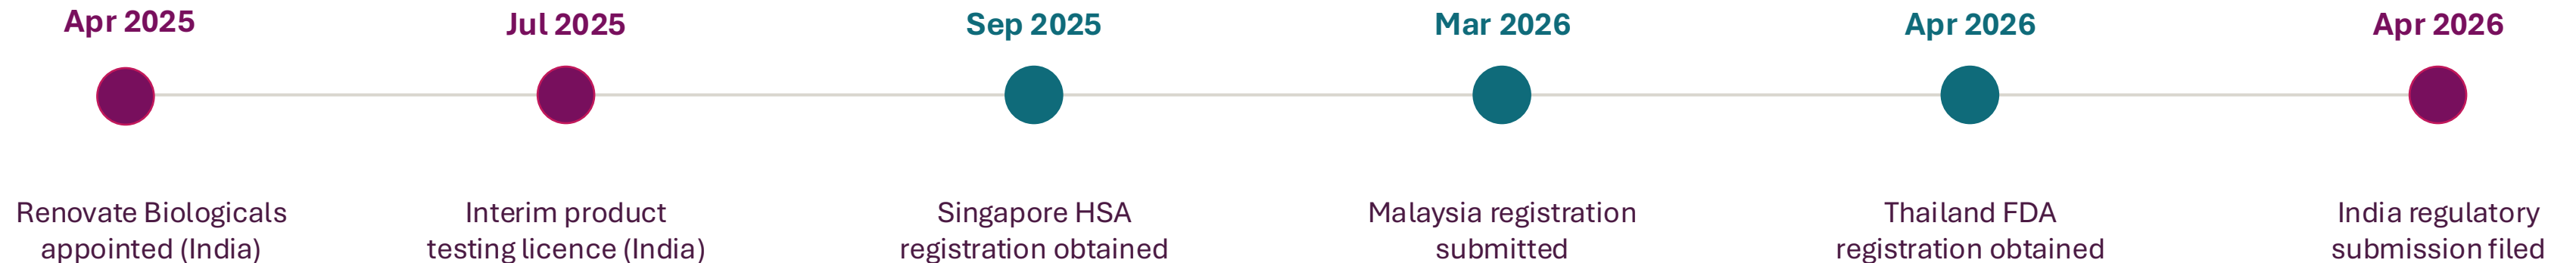 Apr 2025
Renovate Biologicals
appointed (India)
Jul 2025
Interim product
testing licence (India)
Sep 2025
Singapore HSA
registration obtained
Mar 2026
Malaysia registration
submitted
Apr 2026
Thailand FDA
registration obtained
Apr 2026
India regulatory
submission filed